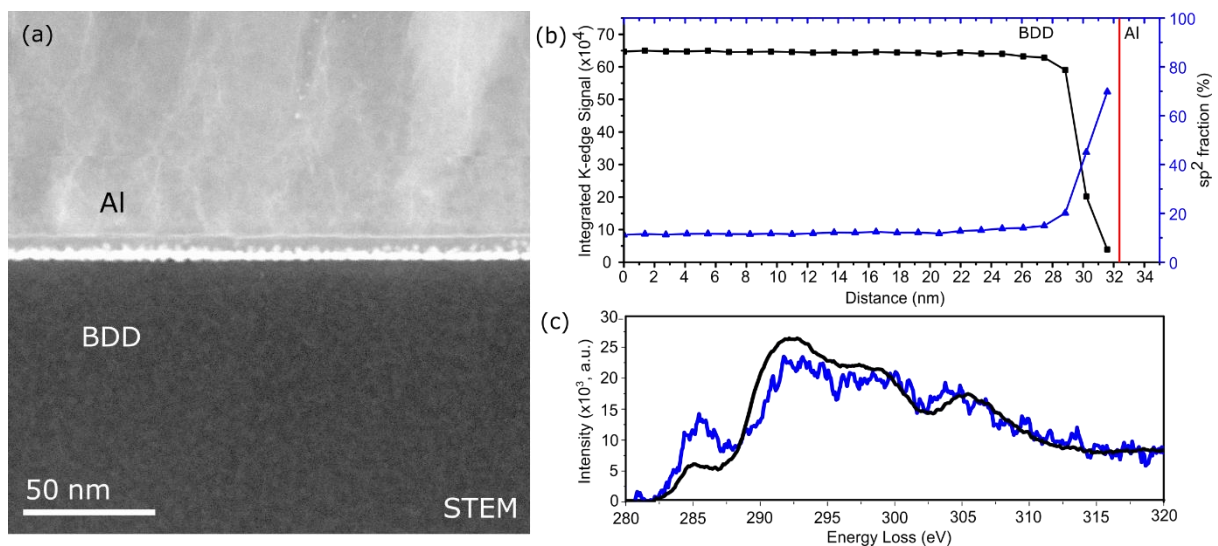 (a)
Al
BDD
50 nm
STEM
(b)
BDD
Al
Integrated K-edge Signal (x10⁴)
70
60
50
40
30
20
10
0
0 2 4 6 8 10 12 14 16 18 20 22 24 26 28 30 32 34
Distance (nm)
100
80
60
40
20
0
sp² fraction (%)
(c)
Intensity (x10³, a.u.)
30
25
20
15
10
5
0
280 285 290 295 300 305 310 315 320
Energy Loss (eV)